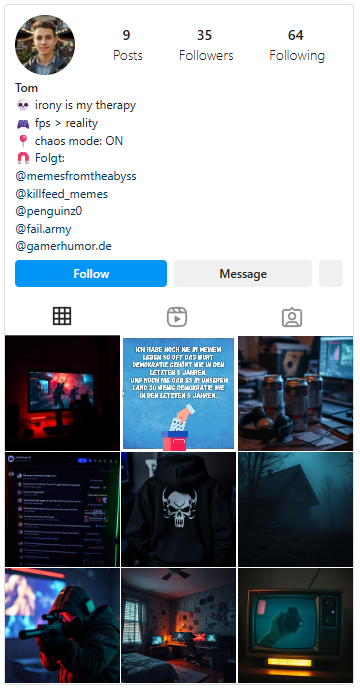 9
35
64
Posts
Followers
Following
Tom
irony is my therapy
fps > reality
chaos mode: ON
Folgt:
@memesfromtheabyss
@killfeed_memes
@penguinz0
@fail.army
@gamerhumor.de
Follow
Message
ICH HABE NOCH NIE IN MEINEM
LEBEN SO OFT DAS WORT
DEMOKRATIE GEHÖRT WIE IN DEN
LETZTEN 5 JAHREN.
UND NOCH NIE GAB ES IN UNSEREM
LAND SO WENIG DEMOKRATIE WIE
IN DEN LETZTEN 5 JAHREN.